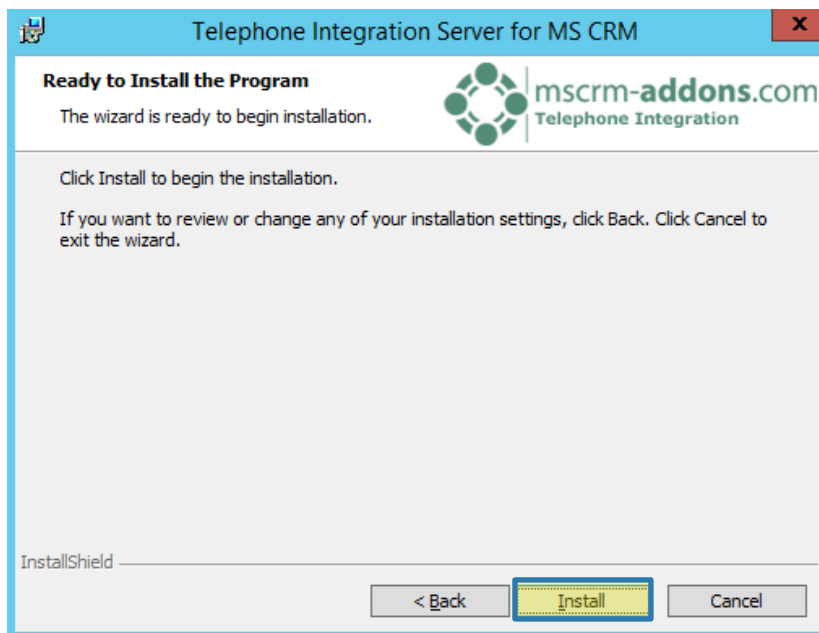 Telephone Integration Server for MS CRM
x
Ready to Install the Program
The wizard is ready to begin installation.
mscrm-addons.com
Telephone Integration
Click Install to begin the installation.
If you want to review or change any of your installation settings, click Back. Click Cancel to
exit the wizard.
InstallShield
< Back
Install
Cancel